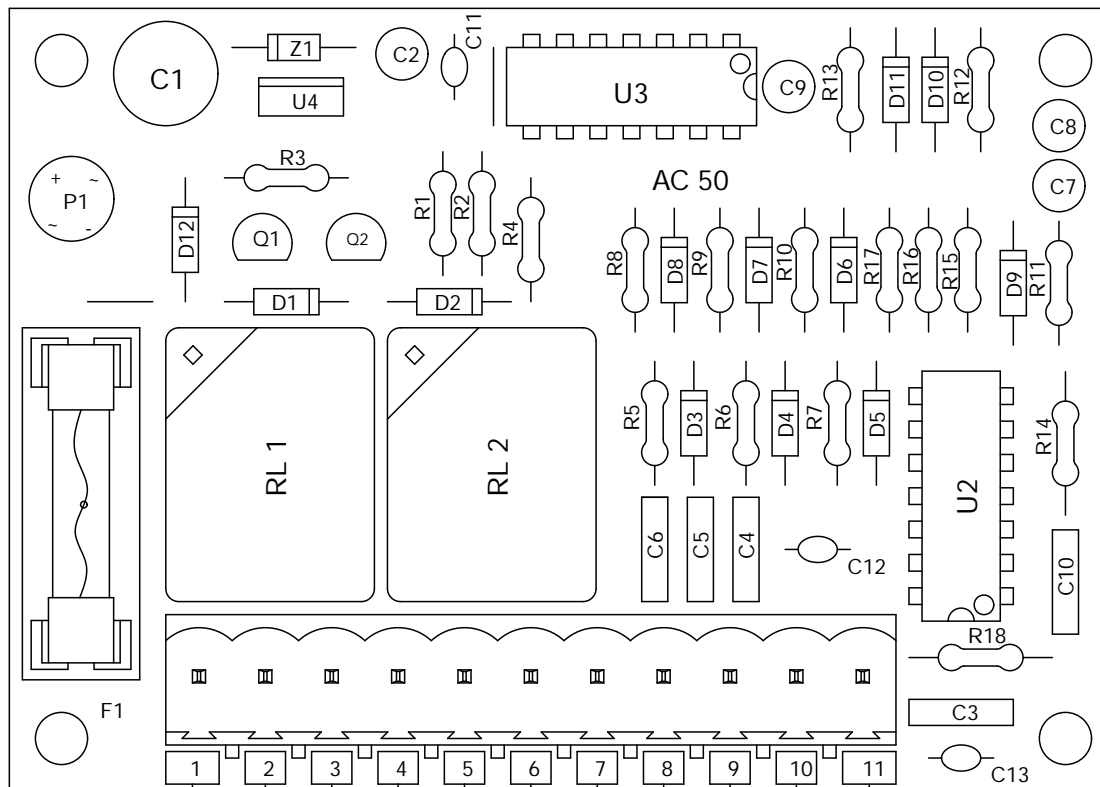 C1
Z1
C2
C11
U4
U3
C9
R13
D11
D10
R12
C8
C7
P1
+ ~
~ -
R3
D12
Q1
Q2
R1
R2
R4
AC 50
D1
D2
R8
D8
R9
D7
R10
D6
R17
R16
R15
D9
R11
RL 1
RL 2
R5
D3
R6
D4
R7
D5
U2
R14
C6
C5
C4
C12
C10
R18
F1
C3
C13
1 2 3 4 5 6 7 8 9 10 11